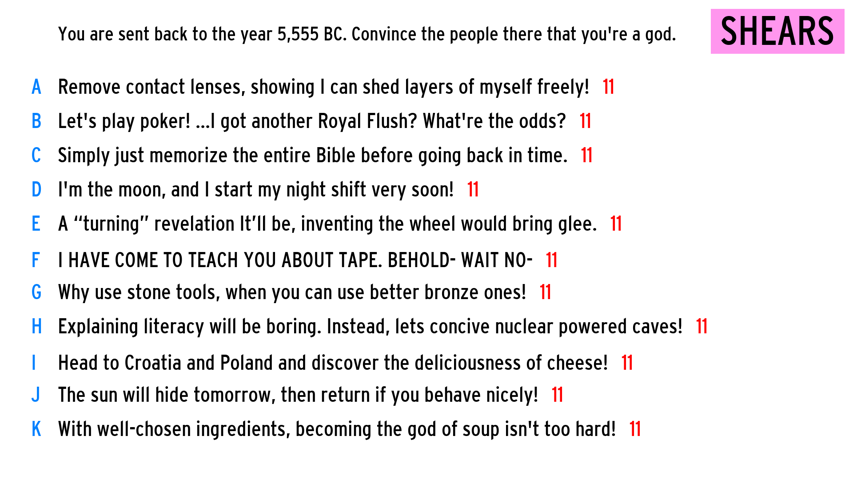 You are sent back to the year 5,555 BC. Convince the people there that you're a god.
SHEARS
A Remove contact lenses, showing I can shed layers of myself freely! 11
B Let's play poker! ...I got another Royal Flush? What're the odds? 11
C Simply just memorize the entire Bible before going back in time. 11
D I'm the moon, and I start my night shift very soon! 11
E A “turning” revelation It’ll be, inventing the wheel would bring glee. 11
F I HAVE COME TO TEACH YOU ABOUT TAPE. BEHOLD- WAIT NO- 11
G Why use stone tools, when you can use better bronze ones! 11
H Explaining literacy will be boring. Instead, lets concive nuclear powered caves! 11
I Head to Croatia and Poland and discover the deliciousness of cheese! 11
J The sun will hide tomorrow, then return if you behave nicely! 11
K With well-chosen ingredients, becoming the god of soup isn't too hard! 11